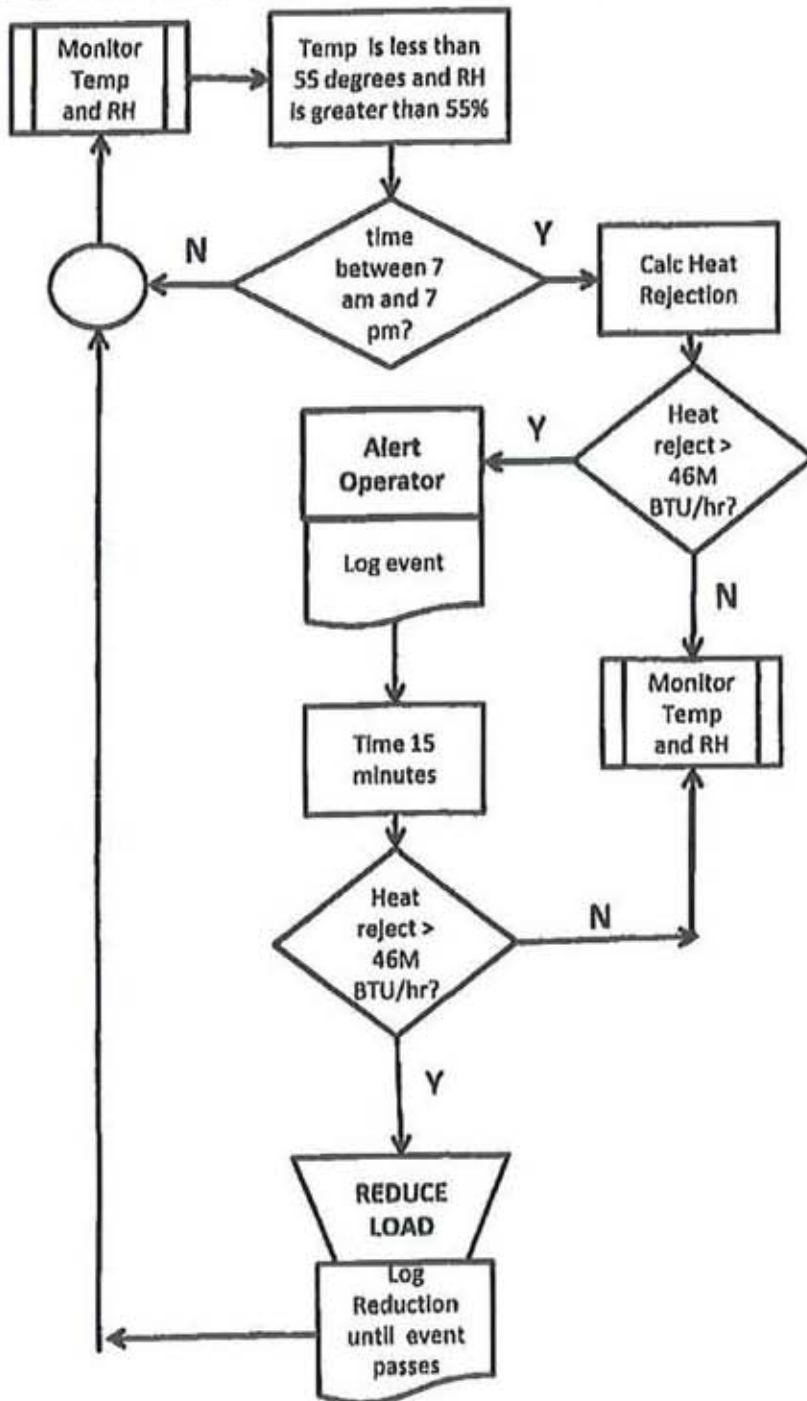 Monitor
Temp
and RH
Temp is less than
55 degrees and RH
is greater than 55%
time
between 7
am and 7
pm?
N
Y
Calc Heat
Rejection
Heat
reject >
46M
BTU/hr?
Y
N
Alert
Operator
Log event
Monitor
Temp
and RH
Time 15
minutes
Heat
reject >
46M
BTU/hr?
N
Y
REDUCE
LOAD
Log
Reduction
until event
passes